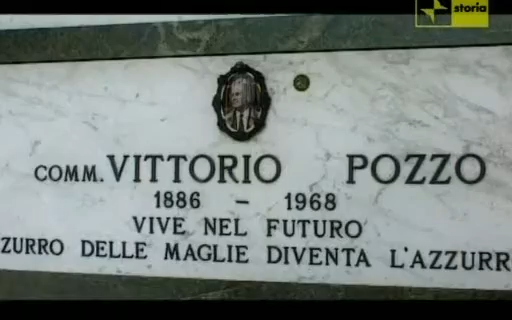 storia
COMM. VITTORIO POZZO
1886 - 1968
VIVE NEL FUTURO
ZURRO DELLE MAGLIE DIVENTA L'AZZURR